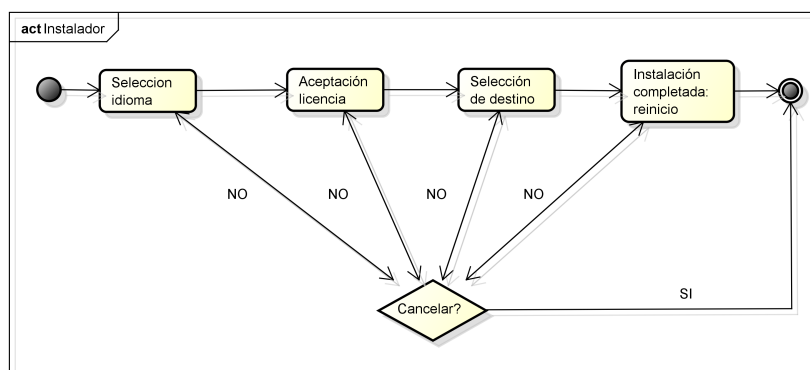 act Instalador
Seleccion
idioma
Aceptación
licencia
Selección
de destino
Instalación
completada:
reinicio
NO
NO
NO
NO
SI
Cancelar?